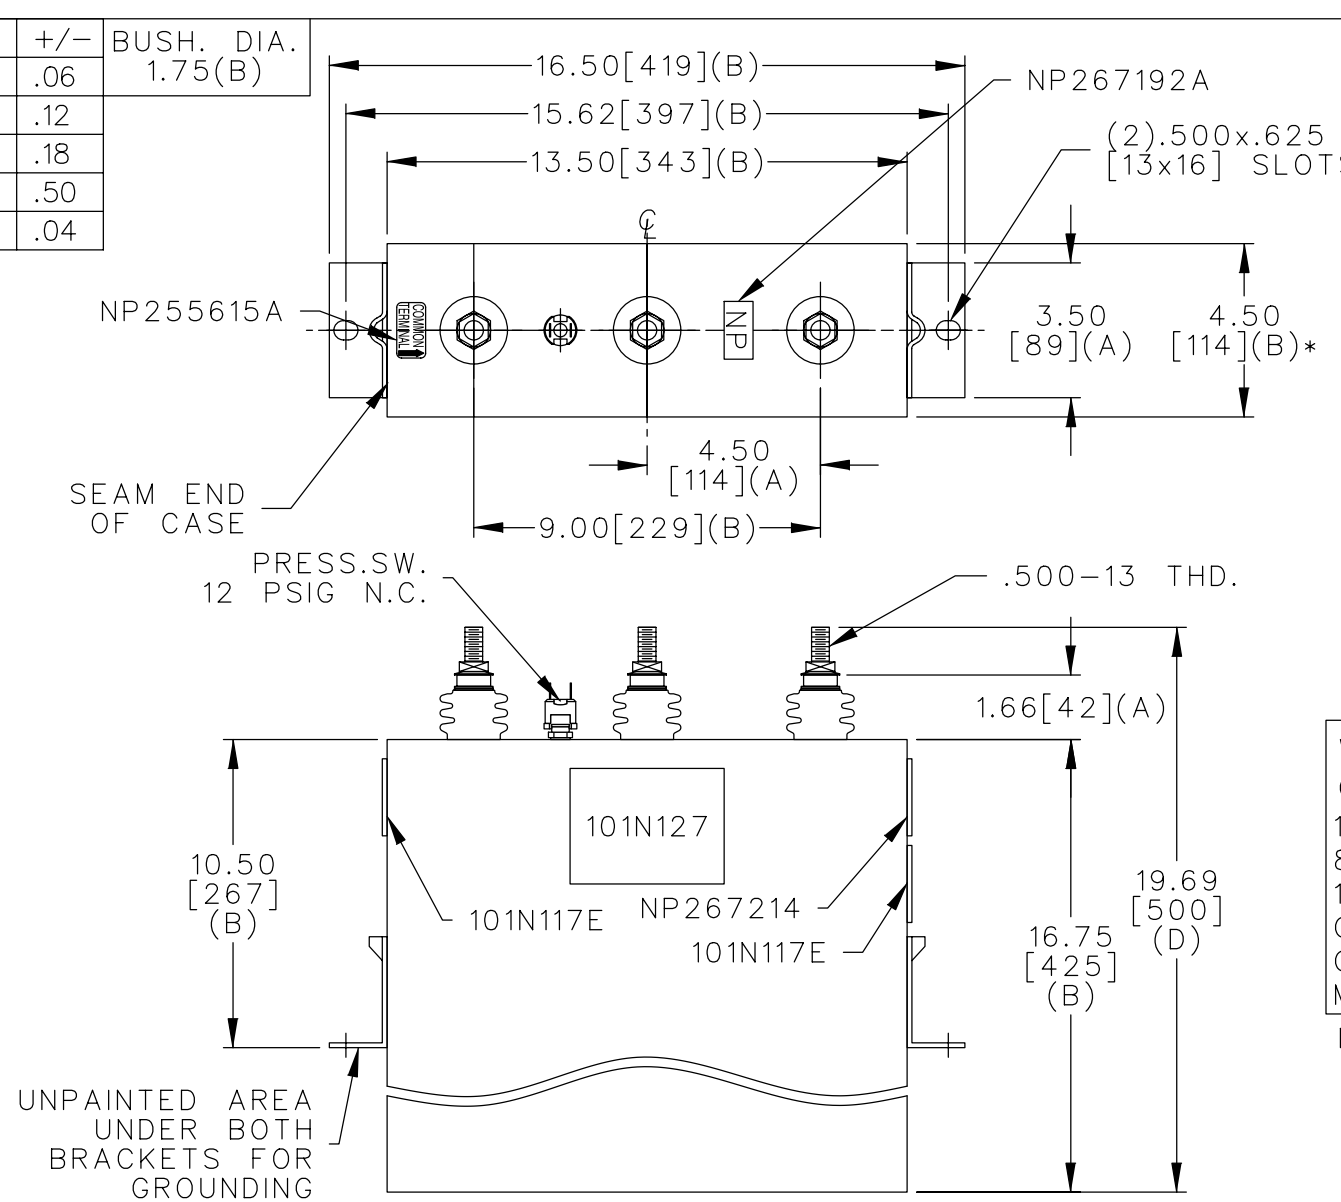 +/-
.06
.12
.18
.50
.04
BUSH. DIA.
1.75(B)
16.50[419](B)
15.62[397](B)
13.50[343](B)
NP267192A
(2).500x.625
[13x16] SLOTS
℄
NP255615A
COMMON
TERMINAL
NP
3.50
[89](A)
4.50
[114](B)*
4.50
[114](A)
9.00[229](B)
SEAM END
OF CASE
PRESS.SW.
12 PSIG N.C.
.500-13 THD.
1.66[42](A)
101N127
10.50
[267]
(B)
101N117E
NP267214
101N117E
19.69
[500]
(D)
16.75
[425]
(B)
UNPAINTED AREA
UNDER BOTH
BRACKETS FOR
GROUNDING